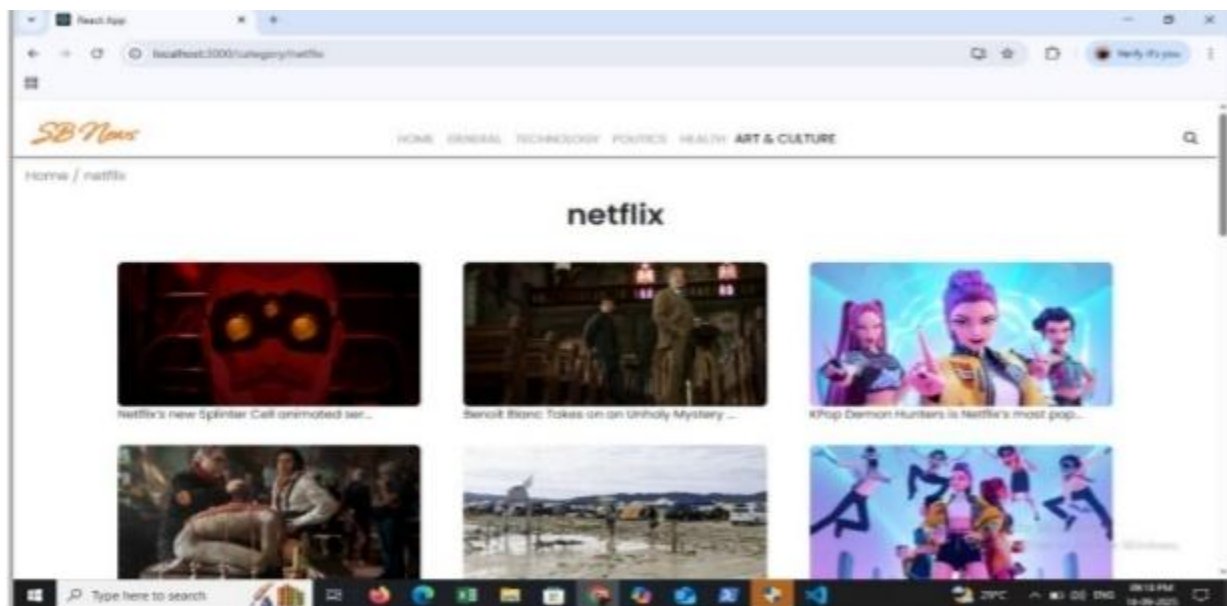 React App
localhost:3000/category/netflix
Verify it's you
SB News
HOME GENERAL TECHNOLOGY POLITICS HEALTH ART & CULTURE
Home / netflix
netflix
Netflix's new Splinter Cell animated ser...
Benoit Blanc Takes on an Unholy Mystery ...
KPop Demon Hunters is Netflix's most pop...
Type here to search
29°C
ENG